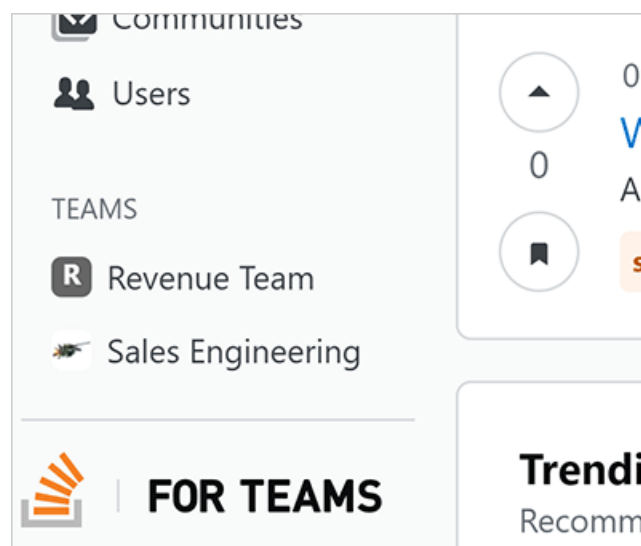 Communities
Users
TEAMS
R Revenue Team
Sales Engineering
FOR TEAMS
0
0
A
Trendi
Recomm